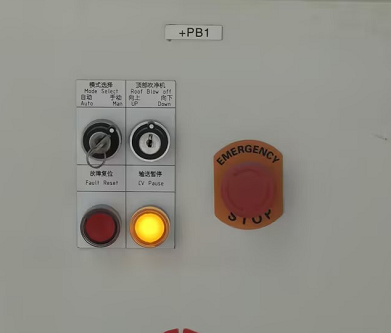 +PB1
模式选择
Mode Select
自动 手动
Auto Man
顶部吹净机
Roof Blow off
向上 向下
UP Down
故障复位
Fault Reset
输送暂停
CV Pause
EMERGENCY
STOP